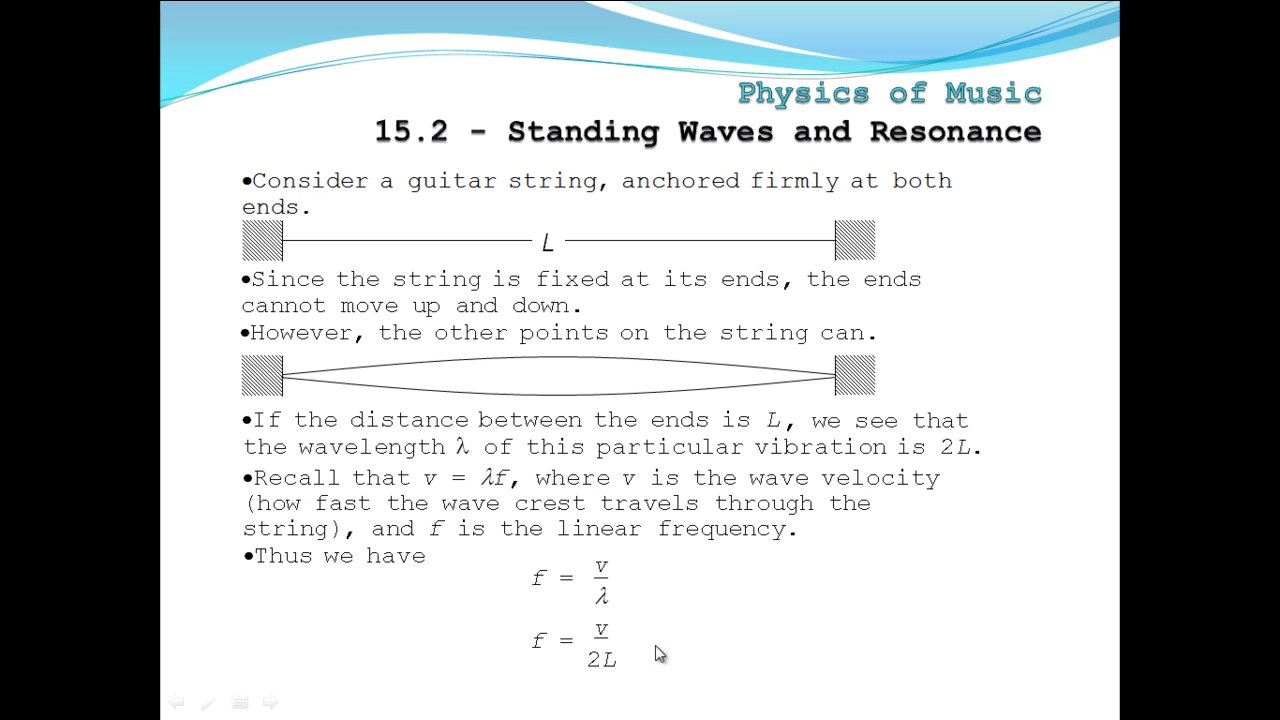 Physics of Music
15.2 - Standing Waves and Resonance
•Consider a guitar string, anchored firmly at both
ends.
L
•Since the string is fixed at its ends, the ends
cannot move up and down.
•However, the other points on the string can.
•If the distance between the ends is L, we see that
the wavelength λ of this particular vibration is 2L.
•Recall that v = λf, where v is the wave velocity
(how fast the wave crest travels through the
string), and f is the linear frequency.
•Thus we have
f = v/λ
f = v/2L